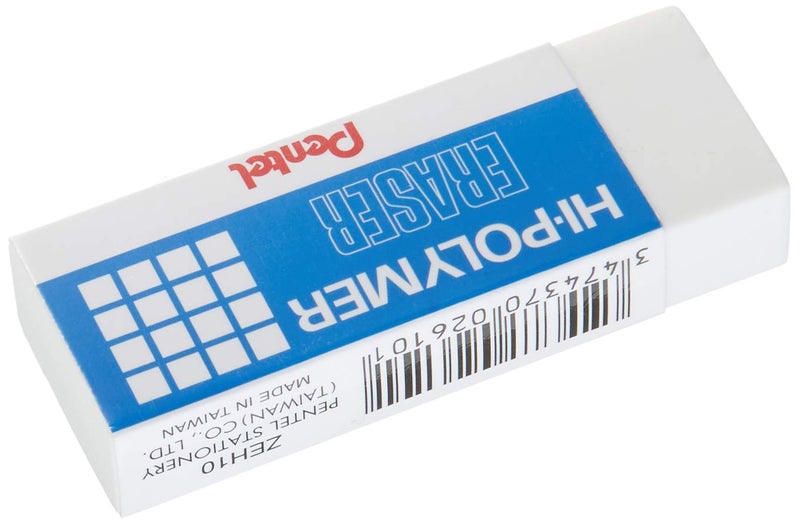 Pentel
HI-POLYMER
ERASER
3 474370 026101
ZEH10
PENTEL STATIONERY
(TAIWAN) CO., LTD.
MADE IN TAIWAN